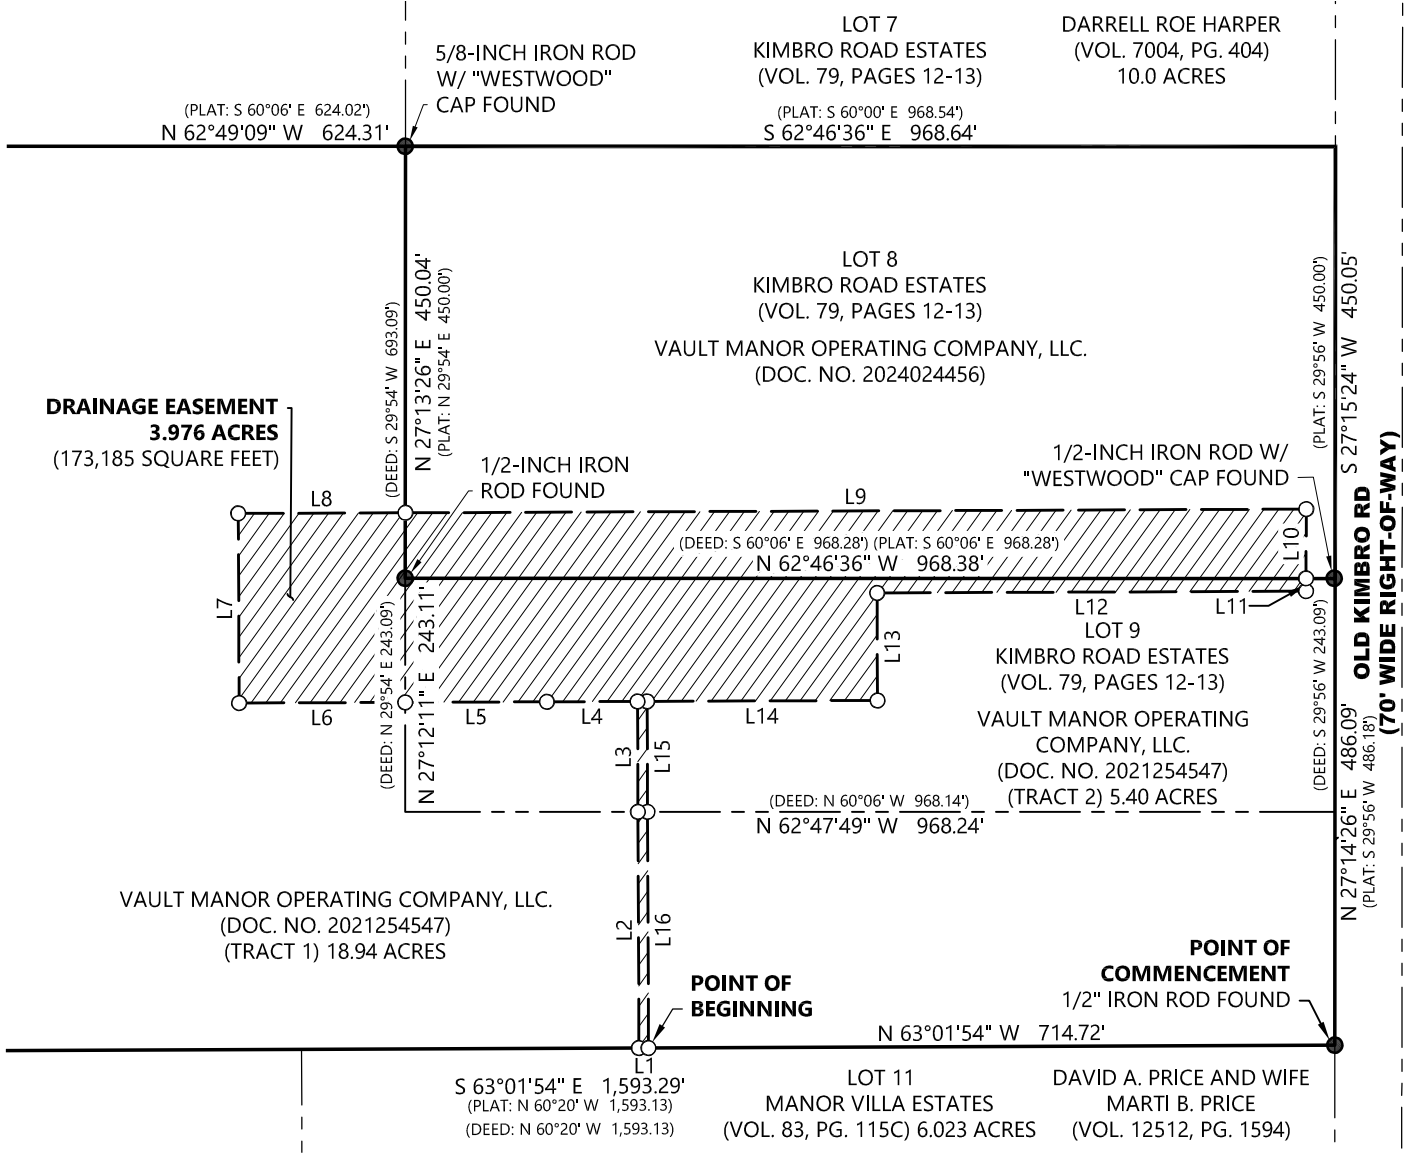 LOT 7
KIMBRO ROAD ESTATES
(VOL. 79, PAGES 12-13)
DARRELL ROE HARPER
(VOL. 7004, PG. 404)
10.0 ACRES
5/8-INCH IRON ROD
W/ "WESTWOOD"
CAP FOUND
(PLAT: S 60°06' E 624.02')
N 62°49'09" W 624.31'
(PLAT: S 60°00' E 968.54')
S 62°46'36" E 968.64'
LOT 8
KIMBRO ROAD ESTATES
(VOL. 79, PAGES 12-13)
VAULT MANOR OPERATING COMPANY, LLC.
(DOC. NO. 2024024456)
(DEED: S 29°54' W 693.09')
N 27°13'26" E 450.04'
(PLAT: N 29°54' E 450.00')
(PLAT: S 29°56' W 450.00')
S 27°15'24" W 450.05'
DRAINAGE EASEMENT
3.976 ACRES
(173,185 SQUARE FEET)
1/2-INCH IRON
ROD FOUND
1/2-INCH IRON ROD W/
"WESTWOOD" CAP FOUND
OLD KIMBRO RD
(70' WIDE RIGHT-OF-WAY)
L8
L9
L10
(DEED: S 60°06' E 968.28') (PLAT: S 60°06' E 968.28')
N 62°46'36" W 968.38'
L7
L12
L11
L13
LOT 9
KIMBRO ROAD ESTATES
(VOL. 79, PAGES 12-13)
VAULT MANOR OPERATING
COMPANY, LLC.
(DOC. NO. 2021254547)
(TRACT 2) 5.40 ACRES
(DEED: N 29°54' E 243.09')
N 27°12'11" E 243.11'
(DEED: S 29°56' W 243.09')
N 27°14'26" E 486.09'
(PLAT: S 29°56' W 486.18')
L6
L5
L4
L14
L3
L15
(DEED: N 60°06' W 968.14')
N 62°47'49" W 968.24'
VAULT MANOR OPERATING COMPANY, LLC.
(DOC. NO. 2021254547)
(TRACT 1) 18.94 ACRES
L2
L16
POINT OF
BEGINNING
POINT OF
COMMENCEMENT
1/2" IRON ROD FOUND
N 63°01'54" W 714.72'
L1
S 63°01'54" E 1,593.29'
(PLAT: N 60°20' W 1,593.13)
(DEED: N 60°20' W 1,593.13)
LOT 11
MANOR VILLA ESTATES
(VOL. 83, PG. 115C) 6.023 ACRES
DAVID A. PRICE AND WIFE
MARTI B. PRICE
(VOL. 12512, PG. 1594)